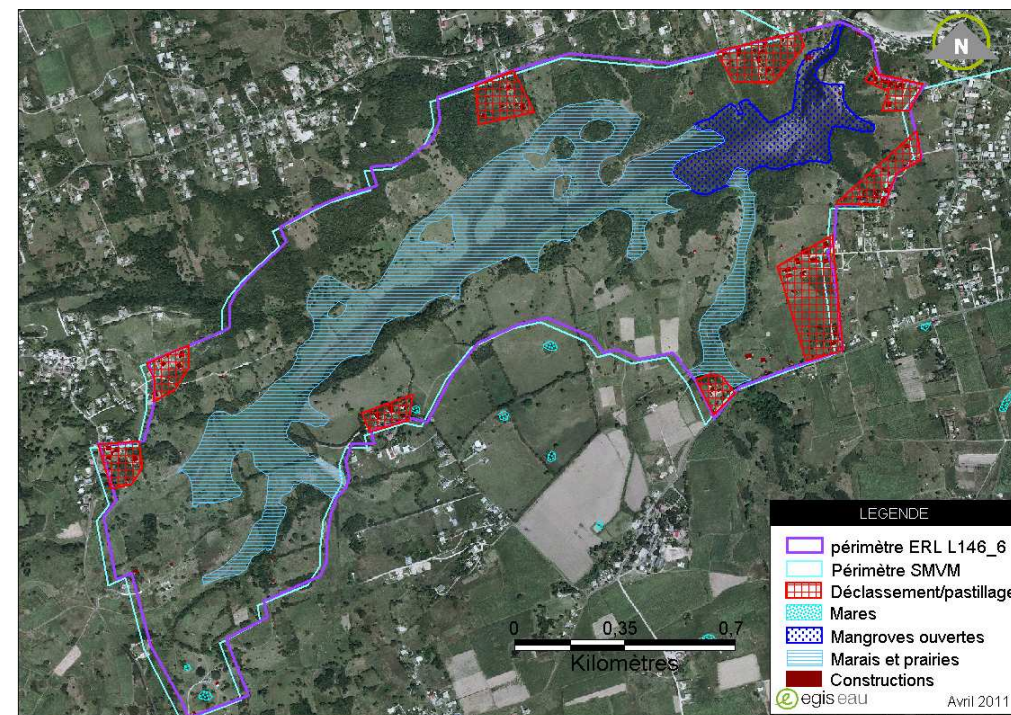 N
0 0,35 0,7
Kilomètres
LEGENDE
périmètre ERL L146_6
Périmètre SMVM
Déclassement/pastillage
Mares
Mangroves ouvertes
Marais et prairies
Constructions
egis eau Avril 2011